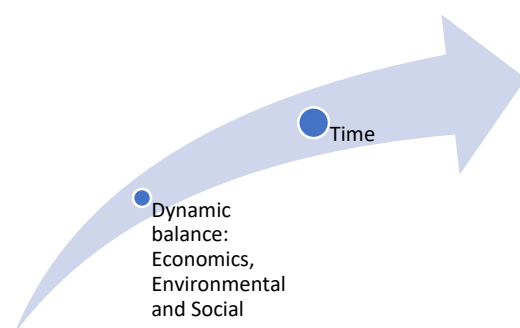 Time
Dynamic
balance:
Economics,
Environmental
and Social